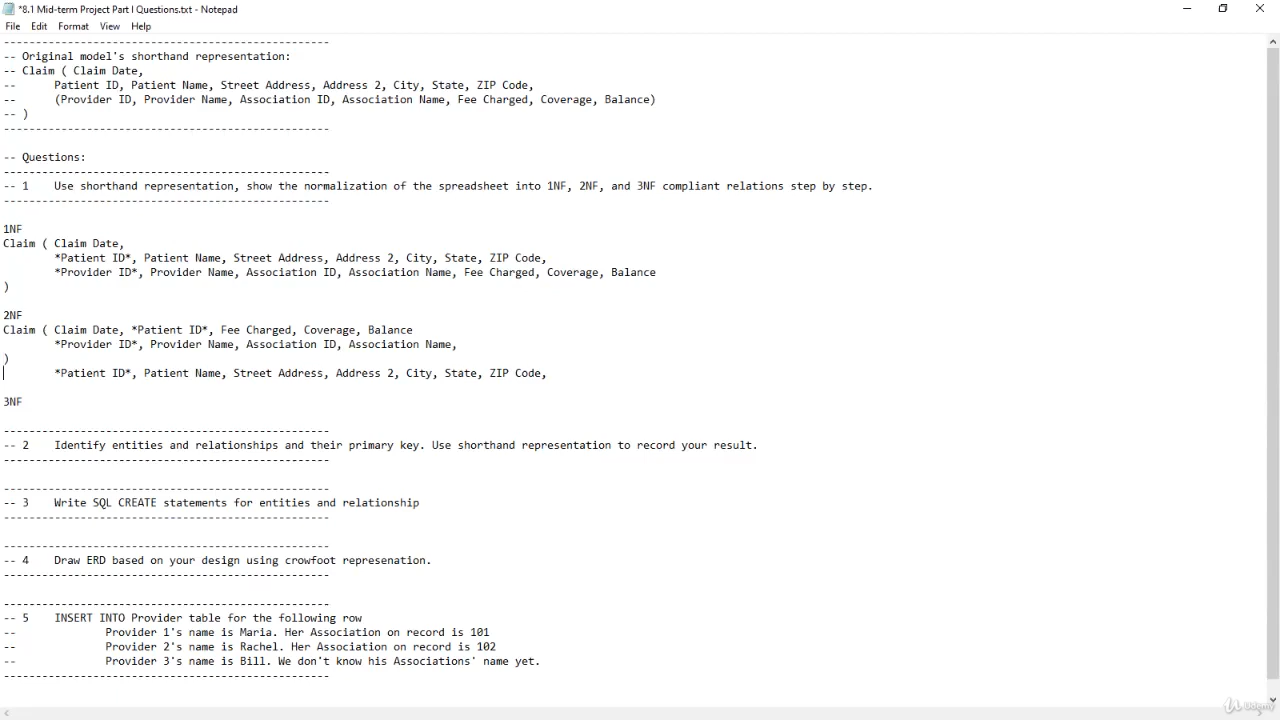 *8.1 Mid-term Project Part I Questions.txt - Notepad
File Edit Format View Help
---------------------------------------------------
-- Original model's shorthand representation:
-- Claim ( Claim Date,
-- Patient ID, Patient Name, Street Address, Address 2, City, State, ZIP Code,
-- (Provider ID, Provider Name, Association ID, Association Name, Fee Charged, Coverage, Balance)
-- )
---------------------------------------------------
-- Questions:
---------------------------------------------------
-- 1 Use shorthand representation, show the normalization of the spreadsheet into 1NF, 2NF, and 3NF compliant relations step by step.
---------------------------------------------------
1NF
Claim ( Claim Date,
*Patient ID*, Patient Name, Street Address, Address 2, City, State, ZIP Code,
*Provider ID*, Provider Name, Association ID, Association Name, Fee Charged, Coverage, Balance
)
2NF
Claim ( Claim Date, *Patient ID*, Fee Charged, Coverage, Balance
*Provider ID*, Provider Name, Association ID, Association Name,
)
*Patient ID*, Patient Name, Street Address, Address 2, City, State, ZIP Code,
3NF
---------------------------------------------------
-- 2 Identify entities and relationships and their primary key. Use shorthand representation to record your result.
---------------------------------------------------
---------------------------------------------------
-- 3 Write SQL CREATE statements for entities and relationship
---------------------------------------------------
---------------------------------------------------
-- 4 Draw ERD based on your design using crowfoot represenation.
---------------------------------------------------
---------------------------------------------------
-- 5 INSERT INTO Provider table for the following row
-- Provider 1's name is Maria. Her Association on record is 101
-- Provider 2's name is Rachel. Her Association on record is 102
-- Provider 3's name is Bill. We don't know his Associations' name yet.
---------------------------------------------------
Udemy